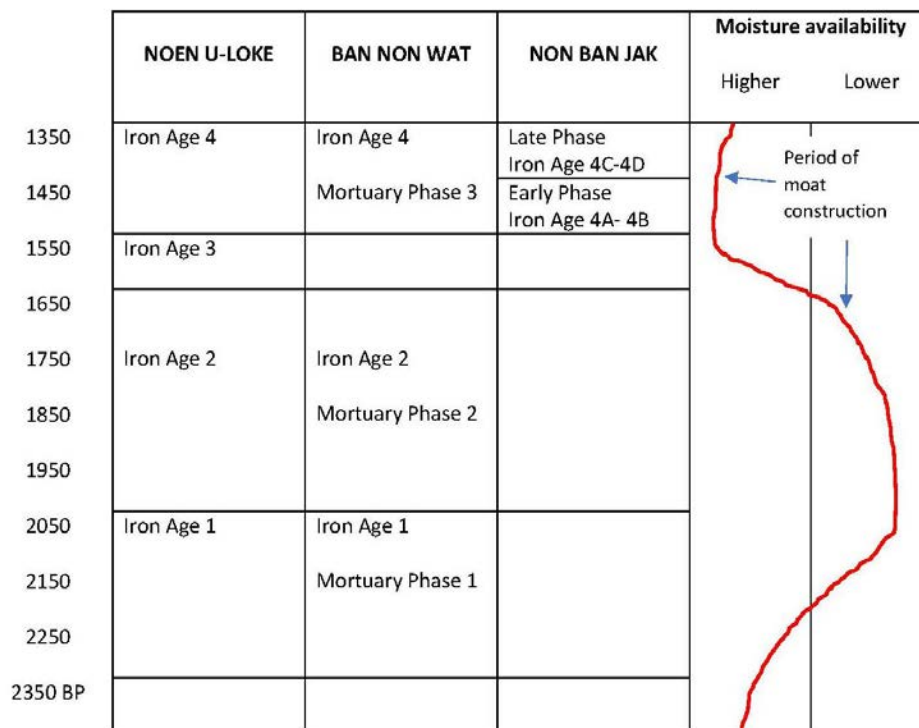 NOEN U-LOKE BAN NON WAT NON BAN JAK Moisture availability
Higher Lower
1350 Iron Age 4 Iron Age 4 Late Phase
Iron Age 4C-4D
Period of
moat
construction
1450 Mortuary Phase 3 Early Phase
Iron Age 4A- 4B
1550 Iron Age 3
1650
1750 Iron Age 2 Iron Age 2
1850 Mortuary Phase 2
1950
2050 Iron Age 1 Iron Age 1
2150 Mortuary Phase 1
2250
2350 BP